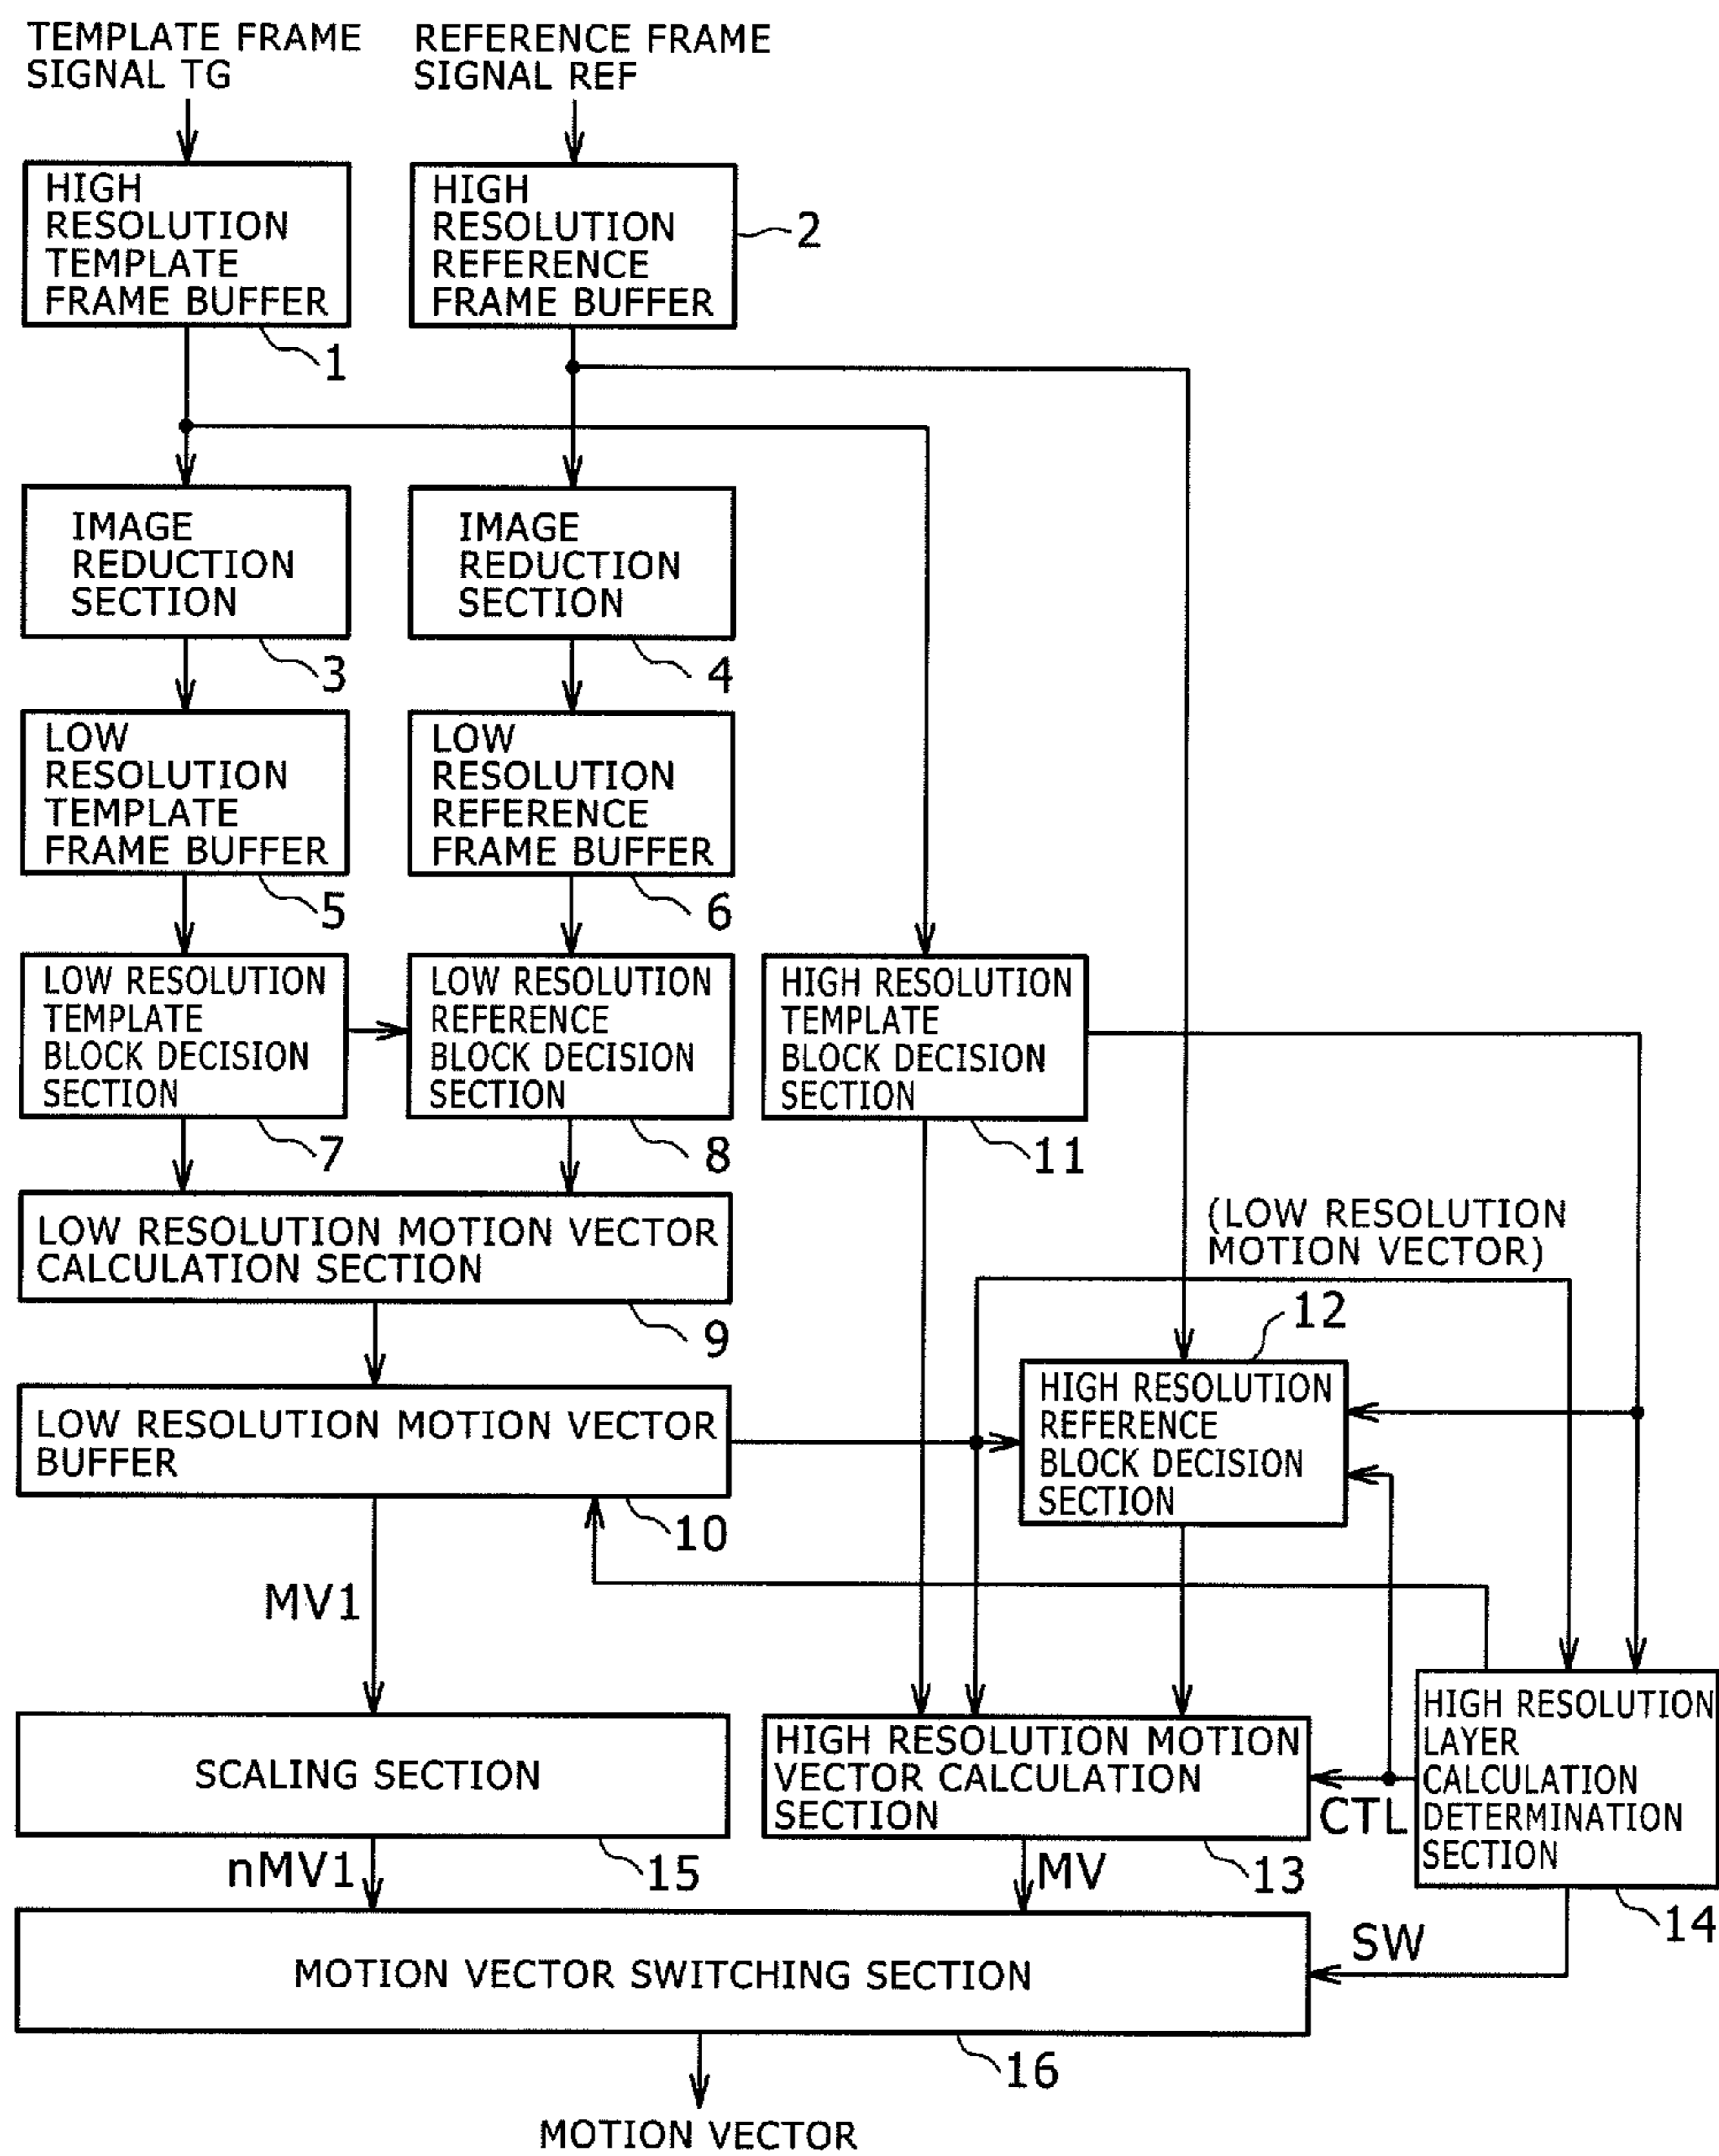 TEMPLATE FRAME
SIGNAL TG
REFERENCE FRAME
SIGNAL REF
HIGH
RESOLUTION
TEMPLATE
FRAME BUFFER
1
HIGH
RESOLUTION
REFERENCE
FRAME BUFFER
2
IMAGE
REDUCTION
SECTION
3
IMAGE
REDUCTION
SECTION
4
LOW
RESOLUTION
TEMPLATE
FRAME BUFFER
5
LOW
RESOLUTION
REFERENCE
FRAME BUFFER
6
LOW RESOLUTION
TEMPLATE
BLOCK DECISION
SECTION
7
LOW RESOLUTION
REFERENCE
BLOCK DECISION
SECTION
8
HIGH RESOLUTION
TEMPLATE
BLOCK DECISION
SECTION
11
LOW RESOLUTION MOTION VECTOR
CALCULATION SECTION
9
(LOW RESOLUTION
MOTION VECTOR)
12
HIGH RESOLUTION
REFERENCE
BLOCK DECISION
SECTION
LOW RESOLUTION MOTION VECTOR
BUFFER
10
MV1
SCALING SECTION
15
HIGH RESOLUTION MOTION
VECTOR CALCULATION
SECTION
13
CTL
HIGH RESOLUTION
LAYER
CALCULATION
DETERMINATION
SECTION
14
nMV1
MV
SW
MOTION VECTOR SWITCHING SECTION
16
MOTION VECTOR